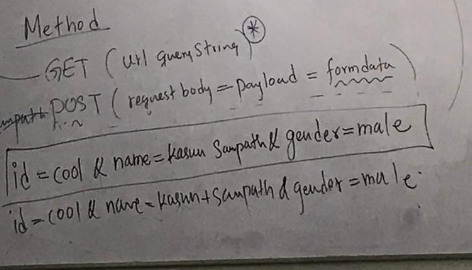 Method
GET (url queryString) *
POST (request body = payload = formdata)
id = cool & name = kasun Sampath & gender = male
id = cool & name = kasun+sampath & gender = male